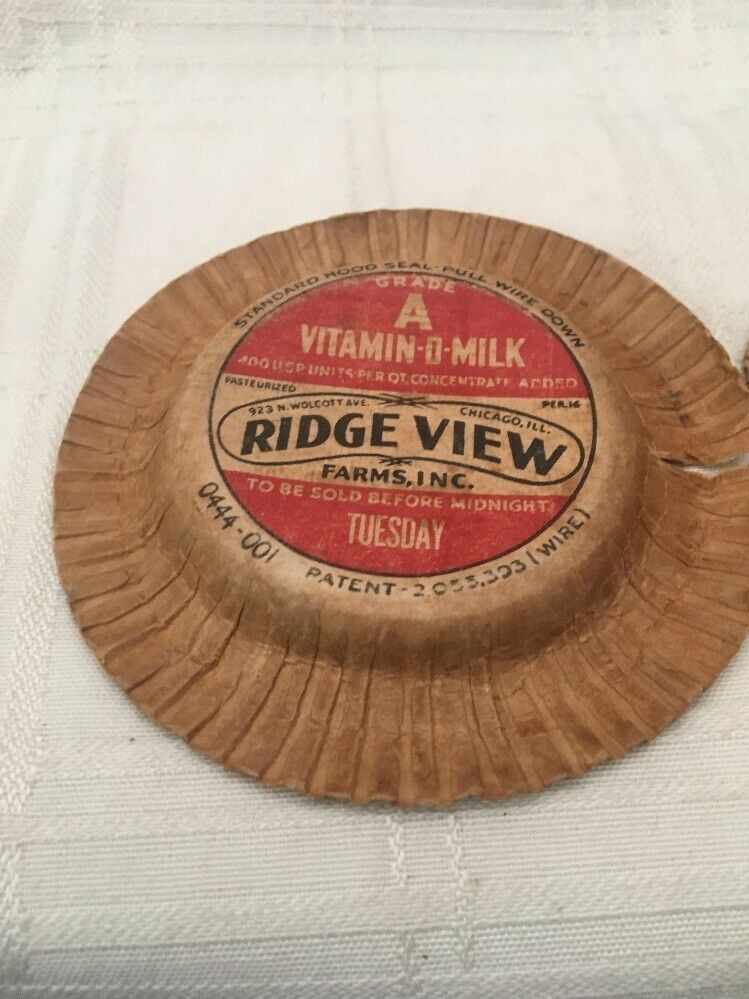 STANDARD HOOD SEAL-PULL WIRE DOWN
GRADE
A
VITAMIN-D-MILK
400 U.S.P. UNITS PER QT. CONCENTRATE ADDED
PASTEURIZED
PER.16
923 N. WOLCOTT AVE. CHICAGO, ILL.
RIDGE VIEW
FARMS, INC.
TO BE SOLD BEFORE MIDNIGHT
TUESDAY
0444-001
PATENT-2,053,393 (WIRE)